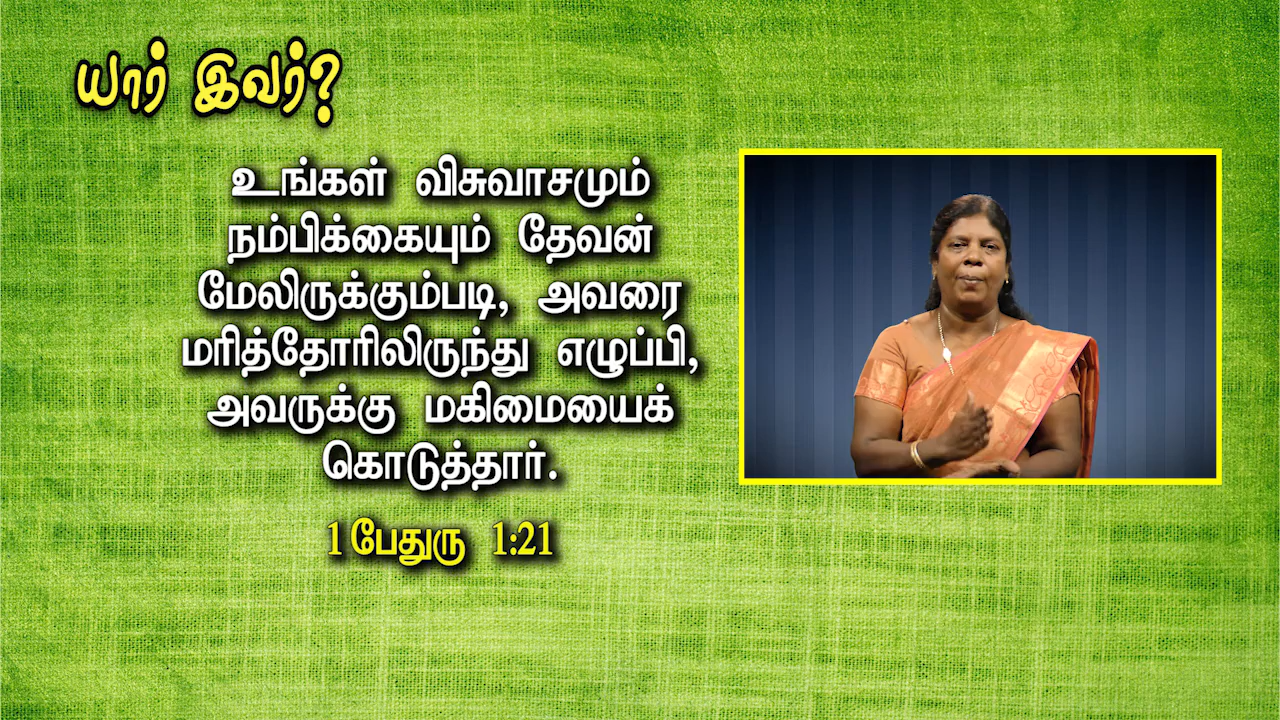 யார் இவர்?
உங்கள் விசுவாசமும்
நம்பிக்கையும் தேவன்
மேலிருக்கும்படி, அவரை
மரித்தோரிலிருந்து எழுப்பி,
அவருக்கு மகிமையைக்
கொடுத்தார்.
1 பேதுரு 1:21